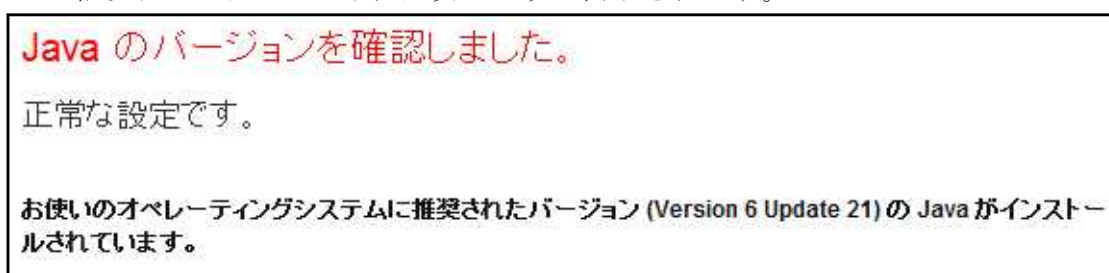 Java のバージョンを確認しました。
正常な設定です。
お使いのオペレーティングシステムに推奨されたバージョン (Version 6 Update 21) の Java がインストー
ルされています。